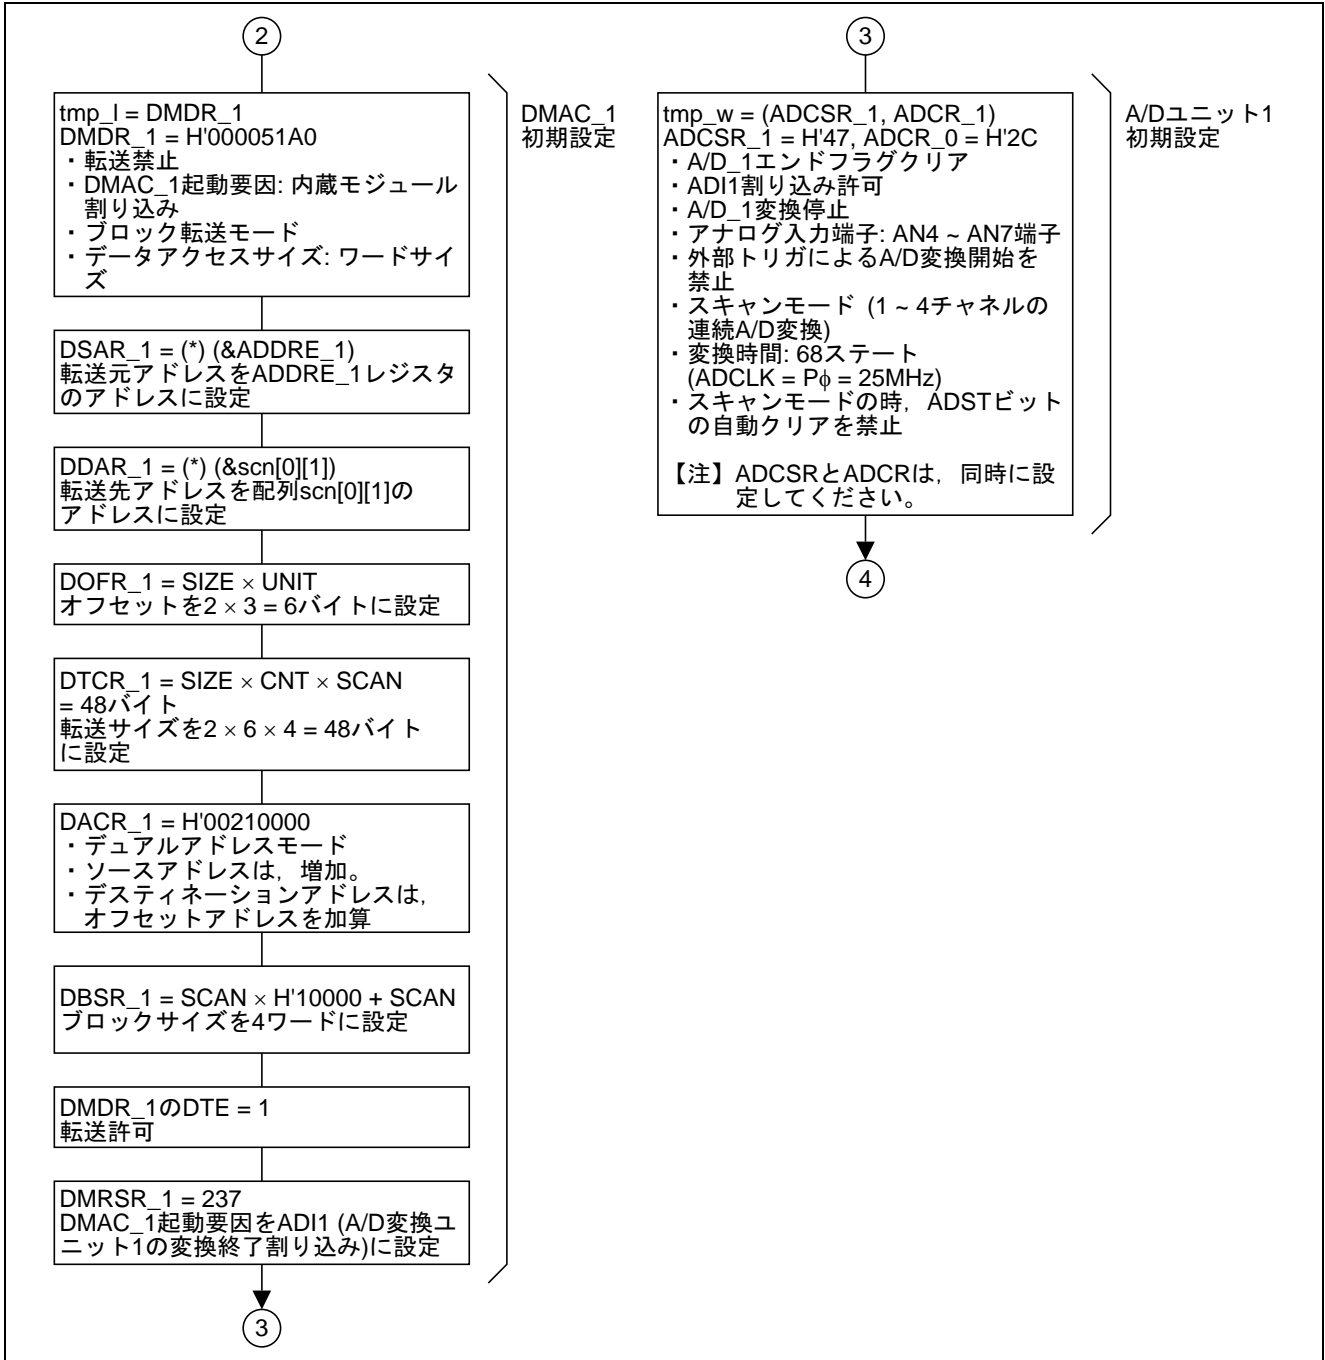 2
tmp_l = DMDR_1
DMDR_1 = H'000051A0
・転送禁止
・DMAC_1起動要因: 内蔵モジュール
割り込み
・ブロック転送モード
・データアクセスサイズ: ワードサイ
ズ
DMAC_1
初期設定
DSAR_1 = (*) (&ADDRE_1)
転送元アドレスをADDRE_1レジスタ
のアドレスに設定
DDAR_1 = (*) (&scn[0][1])
転送先アドレスを配列scn[0][1]の
アドレスに設定
DOFR_1 = SIZE × UNIT
オフセットを2 × 3 = 6バイトに設定
DTCR_1 = SIZE × CNT × SCAN
= 48バイト
転送サイズを2 × 6 × 4 = 48バイト
に設定
DACR_1 = H'00210000
・デュアルアドレスモード
・ソースアドレスは，増加。
・デスティネーションアドレスは，
オフセットアドレスを加算
DBSR_1 = SCAN × H'10000 + SCAN
ブロックサイズを4ワードに設定
DMDR_1のDTE = 1
転送許可
DMRSR_1 = 237
DMAC_1起動要因をADI1 (A/D変換ユ
ニット1の変換終了割り込み)に設定
3
3
tmp_w = (ADCSR_1, ADCR_1)
ADCSR_1 = H'47, ADCR_0 = H'2C
・A/D_1エンドフラグクリア
・ADI1割り込み許可
・A/D_1変換停止
・アナログ入力端子: AN4 ~ AN7端子
・外部トリガによるA/D変換開始を
禁止
・スキャンモード (1 ~ 4チャネルの
連続A/D変換)
・変換時間: 68ステート
(ADCLK = Pφ = 25MHz)
・スキャンモードの時，ADSTビット
の自動クリアを禁止
【注】ADCSRとADCRは，同時に設
定してください。
A/Dユニット1
初期設定
4